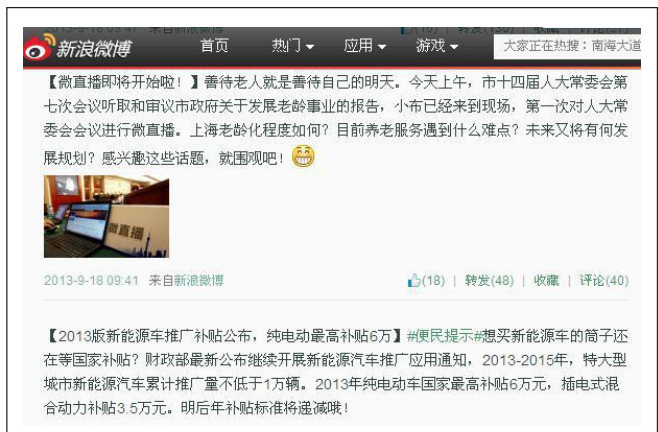 新浪微博 首页 热门 应用 游戏 大家正在热搜：南海大道
【微直播即将开始啦！】善待老人就是善待自己的明天。今天上午，市十四届人大常委会第
七次会议听取和审议市政府关于发展老龄事业的报告，小布已经来到现场，第一次对人大常
委会会议进行微直播。上海老龄化程度如何？目前养老服务遇到什么难点？未来又将有何发
展规划？感兴趣这些话题，就围观吧！
微直播
2013-9-18 09:41 来自新浪微博 (18) | 转发(48) | 收藏 | 评论(40)
【2013版新能源车推广补贴公布，纯电动最高补贴6万】#便民提示#想买新能源车的筒子还
在等国家补贴？财政部最新公布继续开展新能源汽车推广应用通知，2013-2015年，特大型
城市新能源汽车累计推广量不低于1万辆。2013年纯电动车国家最高补贴6万元，插电式混
合动力补贴3.5万元。明后年补贴标准将递减哦！